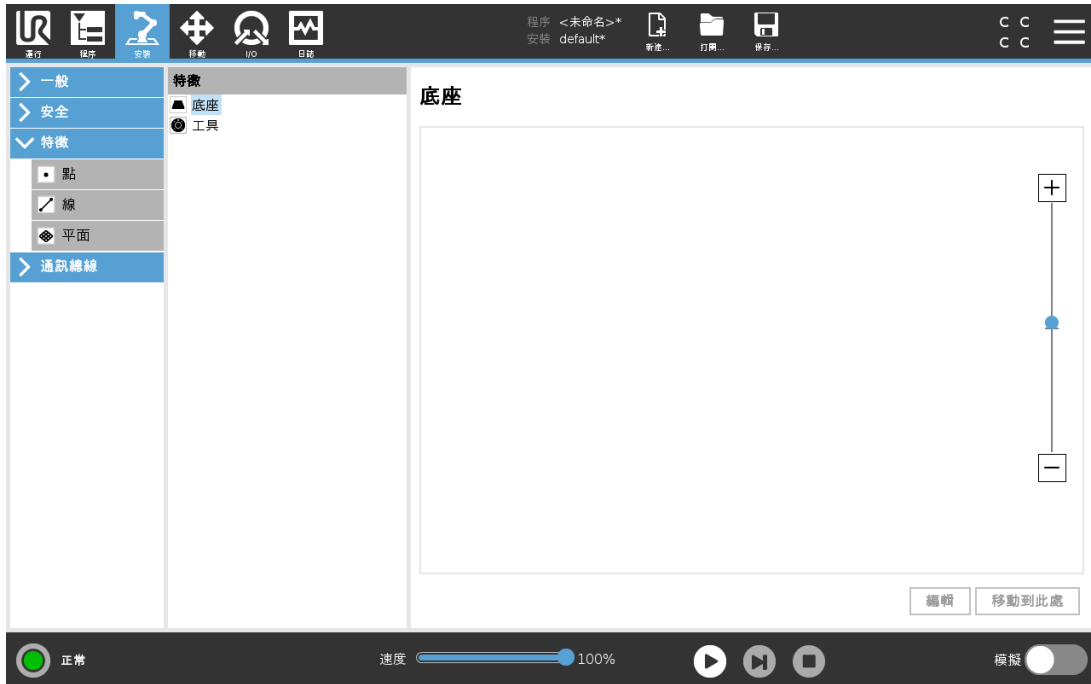 UR
運行
程序
安裝
移動
I/O
日誌
程序 <未命名>*
安裝 default*
新建...
打開...
保存...
C C
C C
一般
安全
特徵
點
線
平面
通訊總線
特徵
底座
工具
底座
編輯
移動到此處
正常
速度
100%
模擬